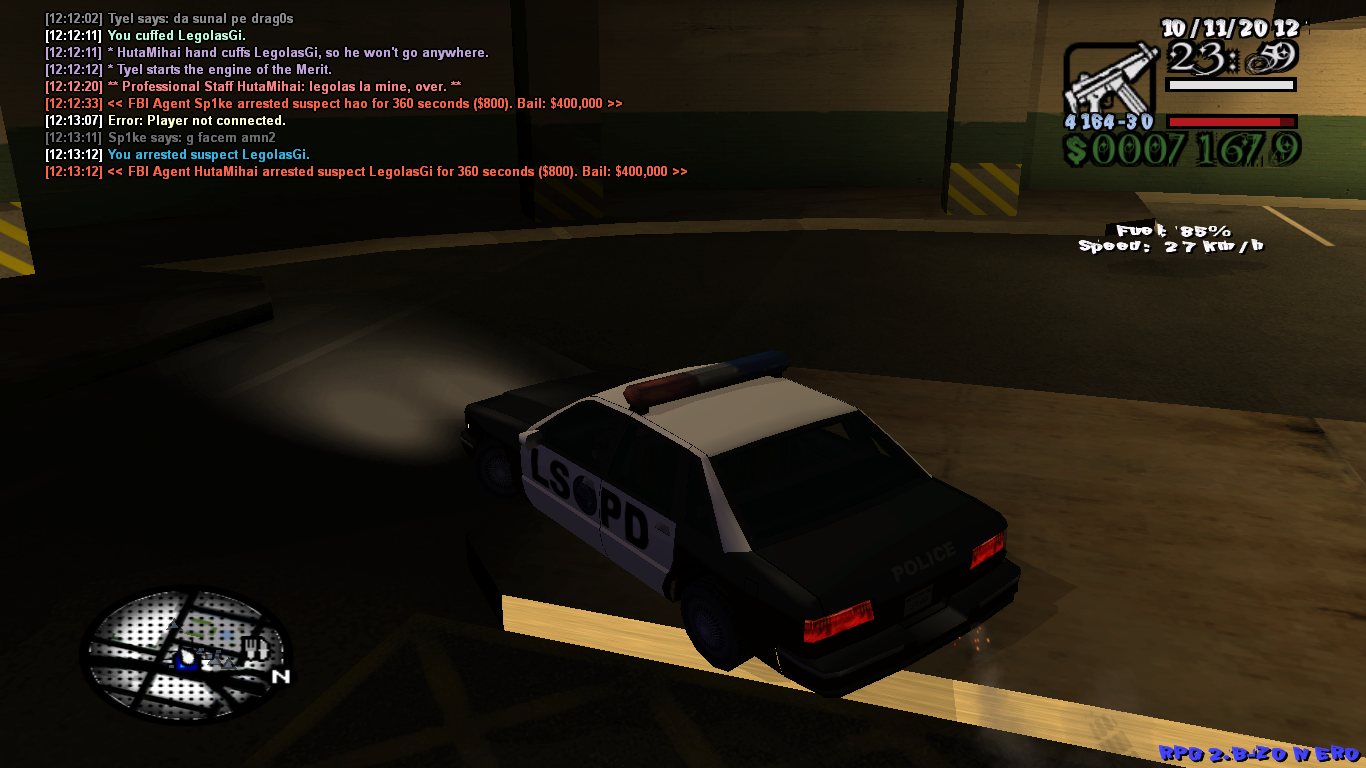 [12:12:02] Tyel says: da sunal pe drag0s
[12:12:11] You cuffed LegolasGi.
[12:12:11] * HutaMihai hand cuffs LegolasGi, so he won't go anywhere.
[12:12:12] * Tyel starts the engine of the Merit.
[12:12:20] ** Professional Staff HutaMihai: legolas la mine, over. **
[12:12:33] << FBI Agent Sp1ke arrested suspect hao for 360 seconds ($800). Bail: $400,000 >>
[12:13:07] Error: Player not connected.
[12:13:11] Sp1ke says: g facem amn2
[12:13:12] You arrested suspect LegolasGi.
[12:13:12] << FBI Agent HutaMihai arrested suspect LegolasGi for 360 seconds ($800). Bail: $400,000 >>
10/11/2012
23:59
4164-30
$00071679
Fuel: 85%
Speed: 27 km/h
LSPD
POLICE
N
RPG2.B-ZONE.RO